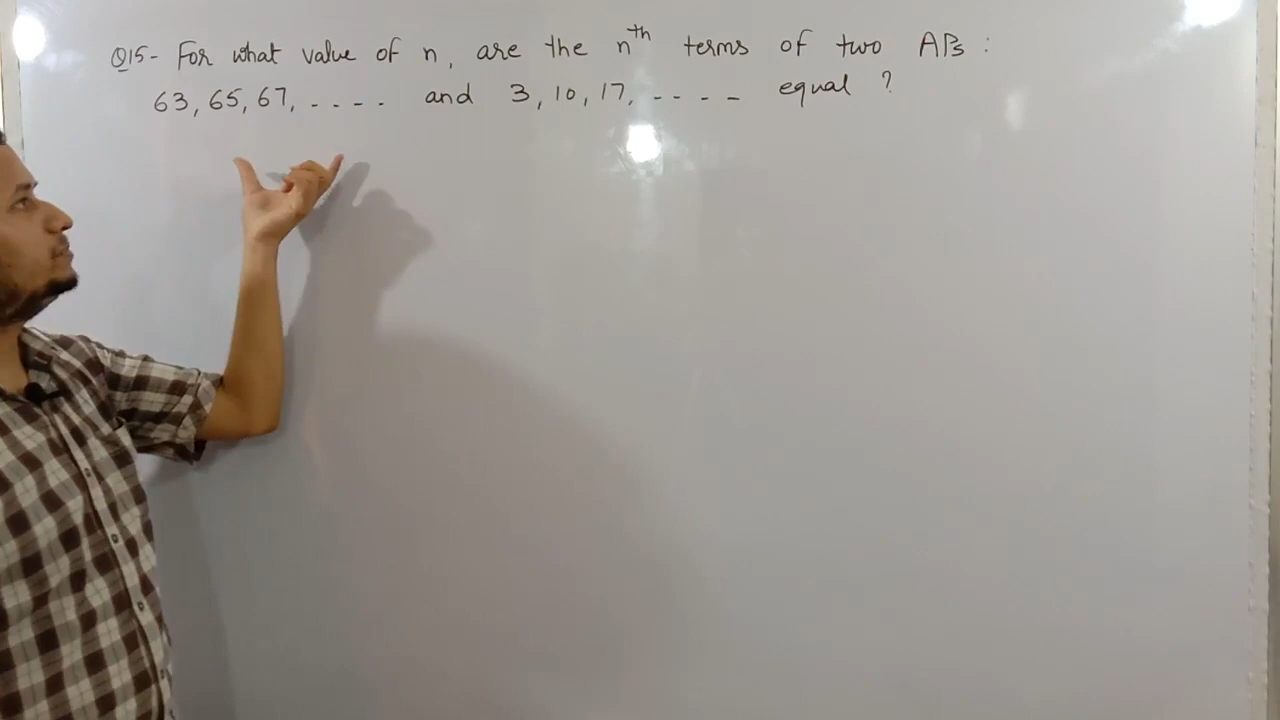 Q15- For what value of n, are the nth terms of two APs :
63, 65, 67, - - - - and 3, 10, 17, - - - - equal ?